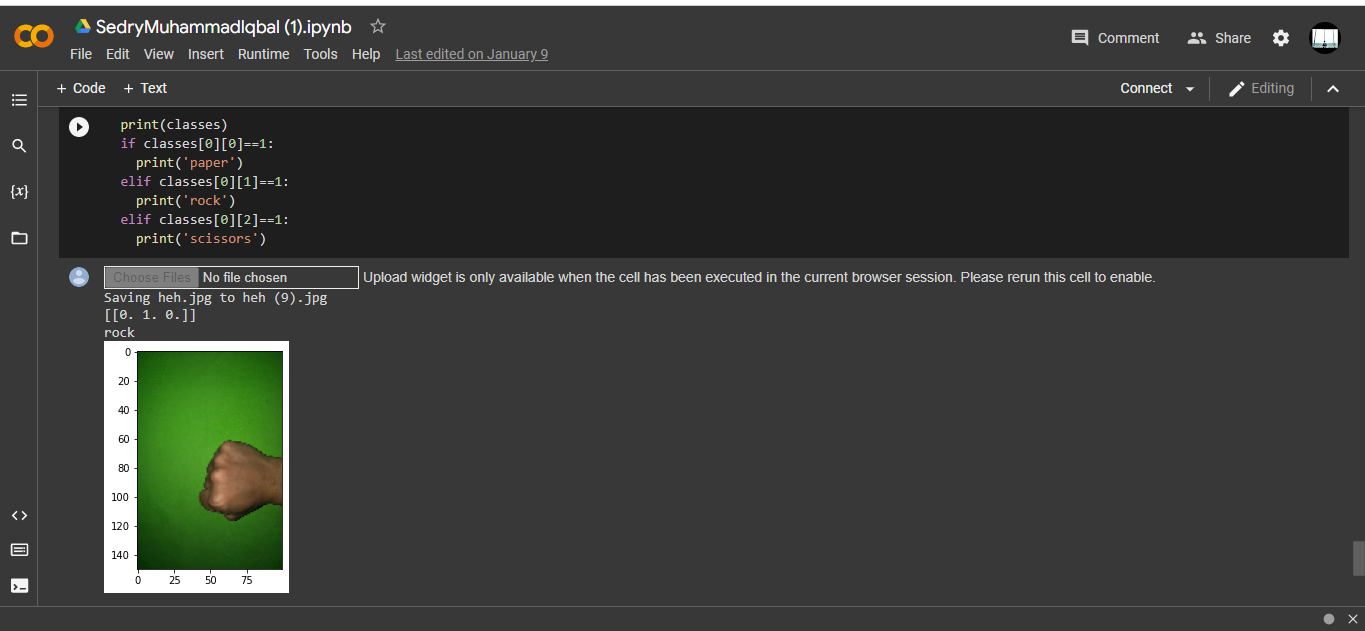 SedryMuhammadIqbal (1).ipynb
File Edit View Insert Runtime Tools Help Last edited on January 9
Comment Share
+ Code + Text Connect Editing
{x}
print(classes)
if classes[0][0]==1:
print('paper')
elif classes[0][1]==1:
print('rock')
elif classes[0][2]==1:
print('scissors')
Choose Files No file chosen Upload widget is only available when the cell has been executed in the current browser session. Please rerun this cell to enable.
Saving heh.jpg to heh (9).jpg
[[0. 1. 0.]]
rock
0
20
40
60
80
100
120
140
0 25 50 75